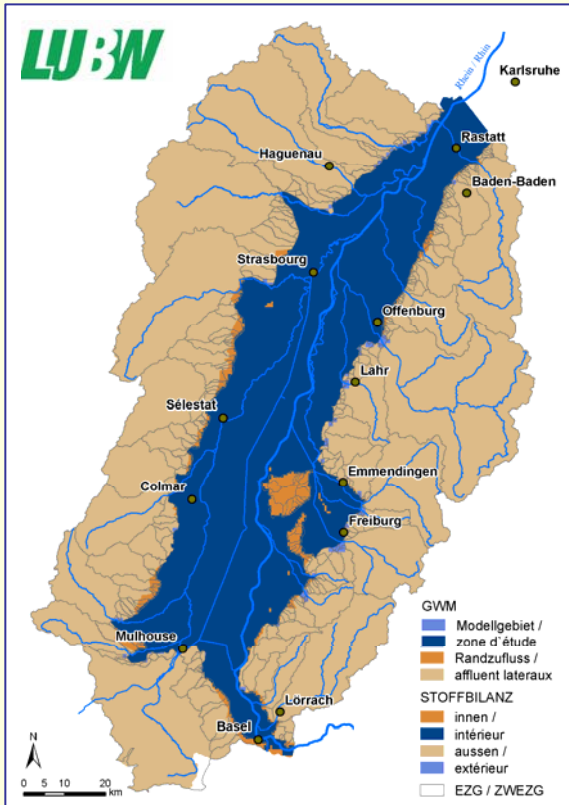 LUBW
Rhein / Rhin
Karlsruhe
Rastatt
Haguenau
Baden-Baden
Strasbourg
Offenburg
Lahr
Sélestat
Emmendingen
Colmar
Freiburg
Mulhouse
Lörrach
Basel
GWM
Modellgebiet /
zone d´étude
Randzufluss /
affluent lateraux
STOFFBILANZ
innen /
intérieur
aussen /
extérieur
EZG / ZWEZG
N
0 5 10 20
km